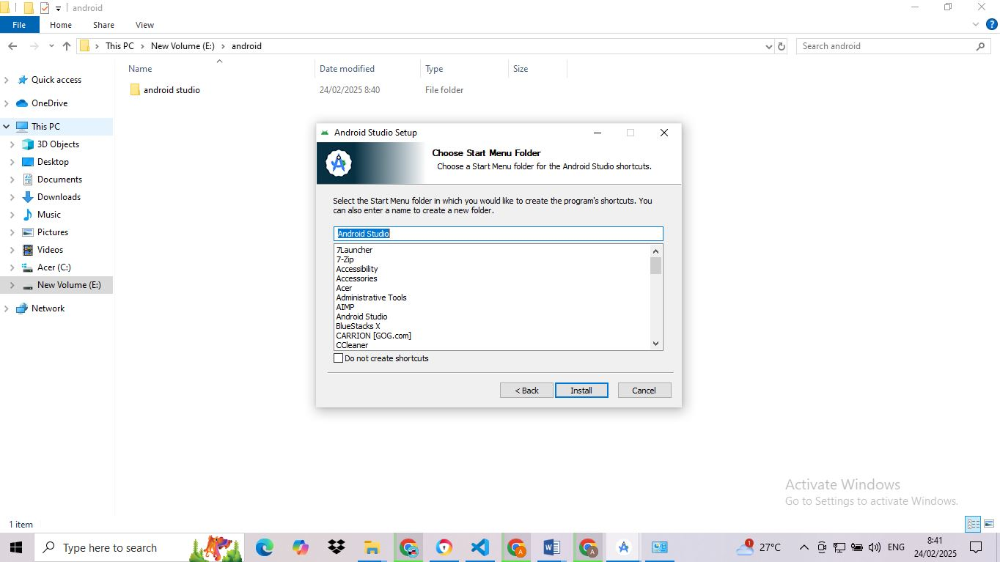 android
File
Home
Share
View
This PC
New Volume (E:)
android
Search android
Name
Date modified
Type
Size
android studio
24/02/2025 8:40
File folder
Quick access
OneDrive
This PC
3D Objects
Desktop
Documents
Downloads
Music
Pictures
Videos
Acer (C:)
New Volume (E:)
Network
Android Studio Setup
Choose Start Menu Folder
Choose a Start Menu folder for the Android Studio shortcuts.
Select the Start Menu folder in which you would like to create the program's shortcuts. You
can also enter a name to create a new folder.
Android Studio
7Launcher
7-Zip
Accessibility
Accessories
Acer
Administrative Tools
AIMP
Android Studio
BlueStacks X
CARRION [GOG.com]
CCleaner
Do not create shortcuts
< Back
Install
Cancel
Activate Windows
Go to Settings to activate Windows.
1 item
Type here to search
1
27°C
ENG
8:41
24/02/2025